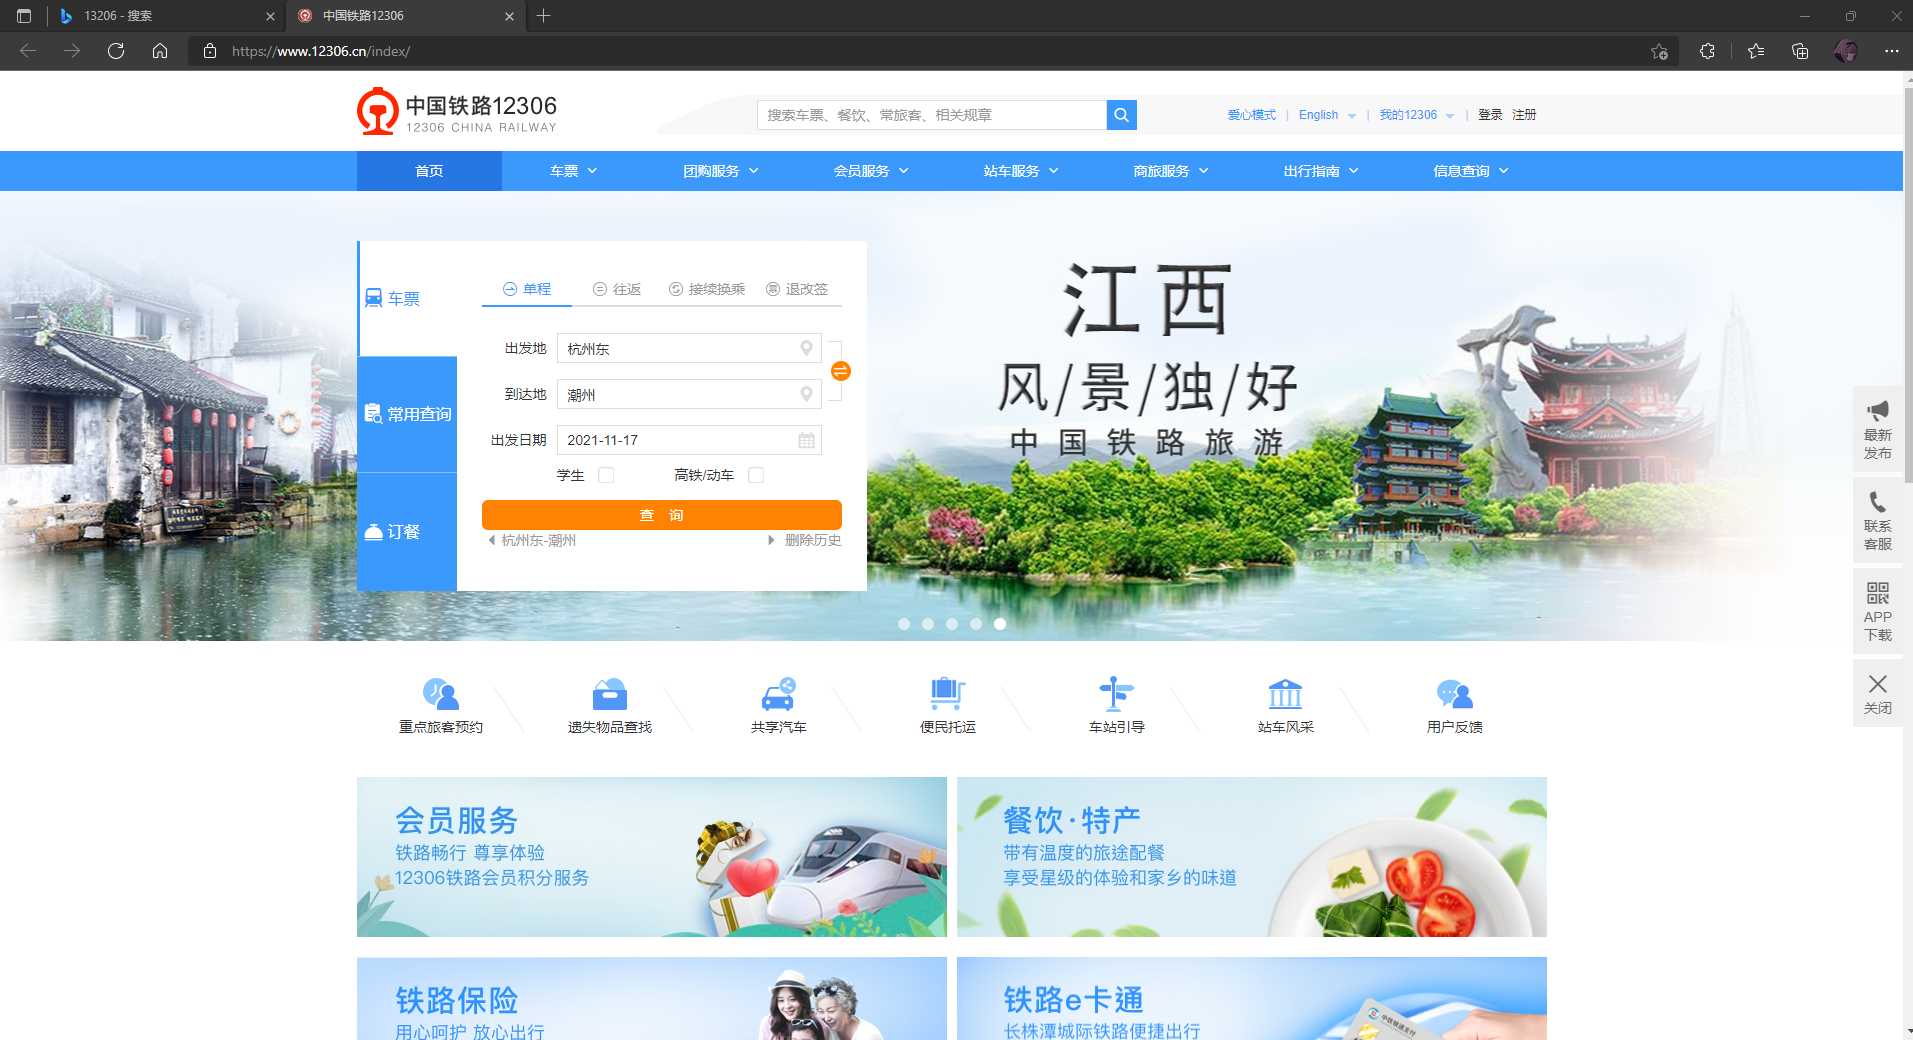 13206 - 搜索
中国铁路12306
https://www.12306.cn/index/
中国铁路12306
12306 CHINA RAILWAY
搜索车票、餐饮、常旅客、相关规章
爱心模式 | English | 我的12306 | 登录 注册
首页 车票 团购服务 会员服务 站车服务 商旅服务 出行指南 信息查询
车票
常用查询
订餐
单程 往返 接续换乘 退改签
出发地 杭州东
到达地 潮州
出发日期 2021-11-17
学生 高铁/动车
查 询
杭州东-潮州 删除历史
江西
风/景/独/好
中国铁路旅游
最新
发布
联系
客服
APP
下载
关闭
重点旅客预约 遗失物品查找 共享汽车 便民托运 车站引导 站车风采 用户反馈
会员服务
铁路畅行 尊享体验
12306铁路会员积分服务
餐饮·特产
带有温度的旅途配餐
享受星级的体验和家乡的味道
铁路保险
用心呵护 放心出行
铁路e卡通
长株潭城际铁路便捷出行